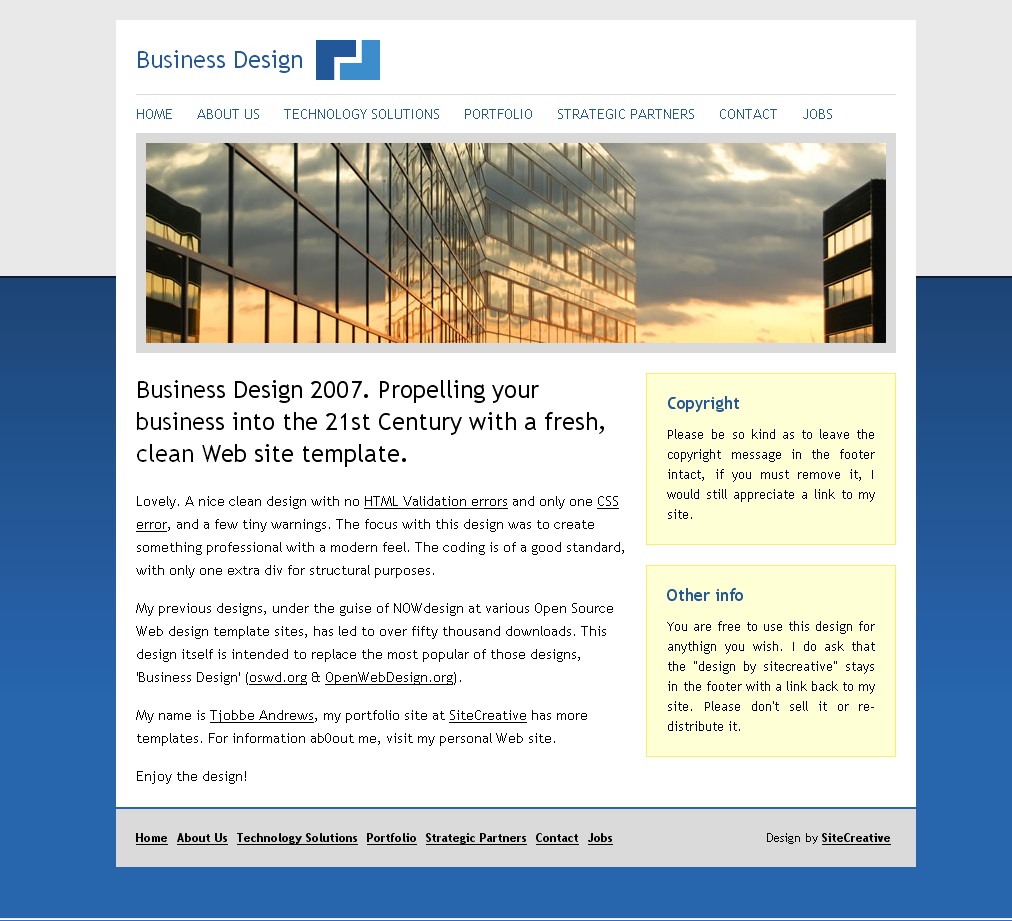 Business Design
HOME ABOUT US TECHNOLOGY SOLUTIONS PORTFOLIO STRATEGIC PARTNERS CONTACT JOBS
Business Design 2007. Propelling your
business into the 21st Century with a fresh,
clean Web site template.
Lovely. A nice clean design with no HTML Validation errors and only one CSS
error, and a few tiny warnings. The focus with this design was to create
something professional with a modern feel. The coding is of a good standard,
with only one extra div for structural purposes.
My previous designs, under the guise of NOWdesign at various Open Source
Web design template sites, has led to over fifty thousand downloads. This
design itself is intended to replace the most popular of those designs,
'Business Design' (oswd.org & OpenWebDesign.org).
My name is Tjobbe Andrews, my portfolio site at SiteCreative has more
templates. For information ab0out me, visit my personal Web site.
Enjoy the design!
Copyright
Please be so kind as to leave the
copyright message in the footer
intact, if you must remove it, I
would still appreciate a link to my
site.
Other info
You are free to use this design for
anythign you wish. I do ask that
the "design by sitecreative" stays
in the footer with a link back to my
site. Please don't sell it or re-
distribute it.
Home About Us Technology Solutions Portfolio Strategic Partners Contact Jobs
Design by SiteCreative